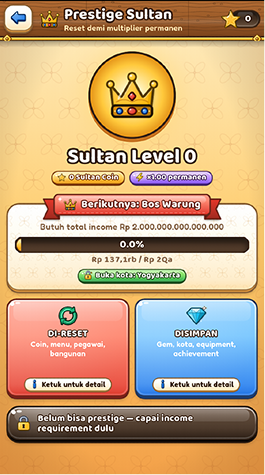 Prestige Sultan
Reset demi multiplier permanen
0
Sultan Level 0
0 Sultan Coin
×1.00 permanen
Berikutnya: Bos Warung
Butuh total income Rp 2.000.000.000.000.000
0.0%
Rp 137,1rb / Rp 2Qa
Buka kota: Yogyakarta
DI-RESET
Coin, menu, pegawai,
bangunan
Ketuk untuk detail
DISIMPAN
Gem, kota, equipment,
achievement
Ketuk untuk detail
Belum bisa prestige — capai income
requirement dulu